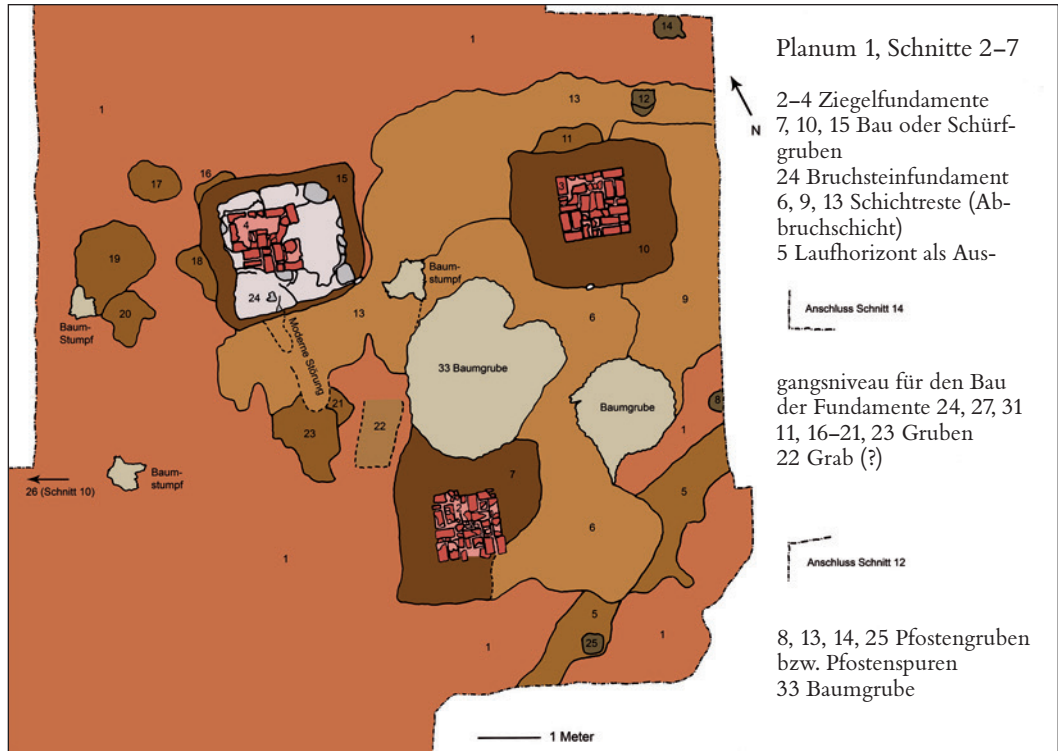 Planum 1, Schnitte 2–7
2–4 Ziegelfundamente
7, 10, 15 Bau oder Schürf-
gruben
24 Bruchsteinfundament
6, 9, 13 Schichtreste (Ab-
bruchschicht)
5 Laufhorizont als Aus-
Anschluss Schnitt 14
gangsniveau für den Bau
der Fundamente 24, 27, 31
11, 16–21, 23 Gruben
22 Grab (?)
Anschluss Schnitt 12
8, 13, 14, 25 Pfostengruben
bzw. Pfostenspuren
33 Baumgrube
N
14
1
13
12
1
11
16
15
17
3
4
10
18
19
Baum-
stumpf
24
13
9
6
20
Baum-
Stumpf
Moderne Störung
33 Baumgrube
Baumgrube
21
8
22
1
23
Baum-
stumpf
7
5
26 (Schnitt 10)
2
6
1
5
1
25
1
1 Meter